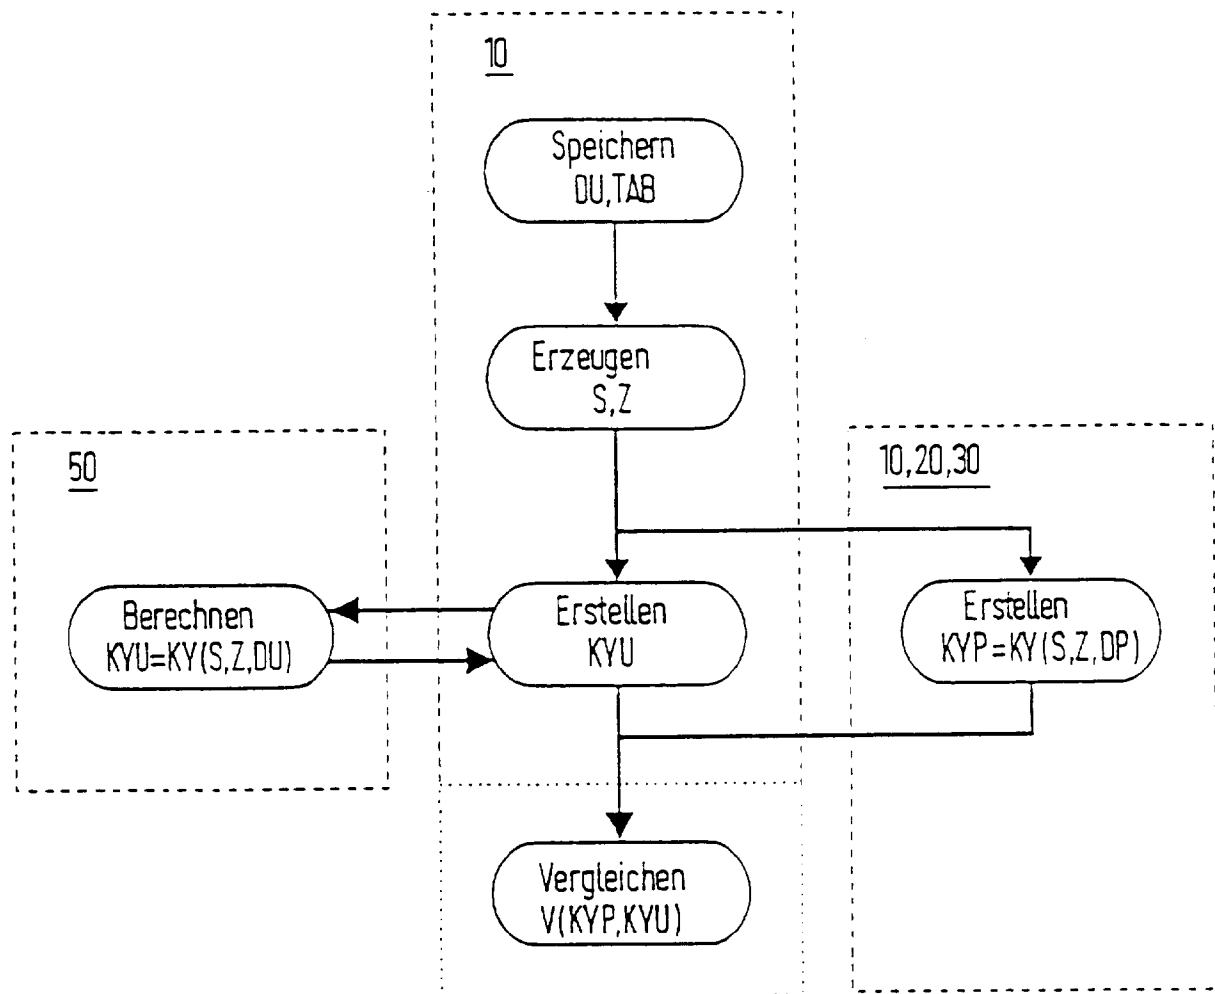 10
Speichern
DU,TAB
Erzeugen
S,Z
50
10,20,30
Berechnen
KYU=KY(S,Z,DU)
Erstellen
KYU
Erstellen
KYP=KY(S,Z,DP)
Vergleichen
V(KYP,KYU)